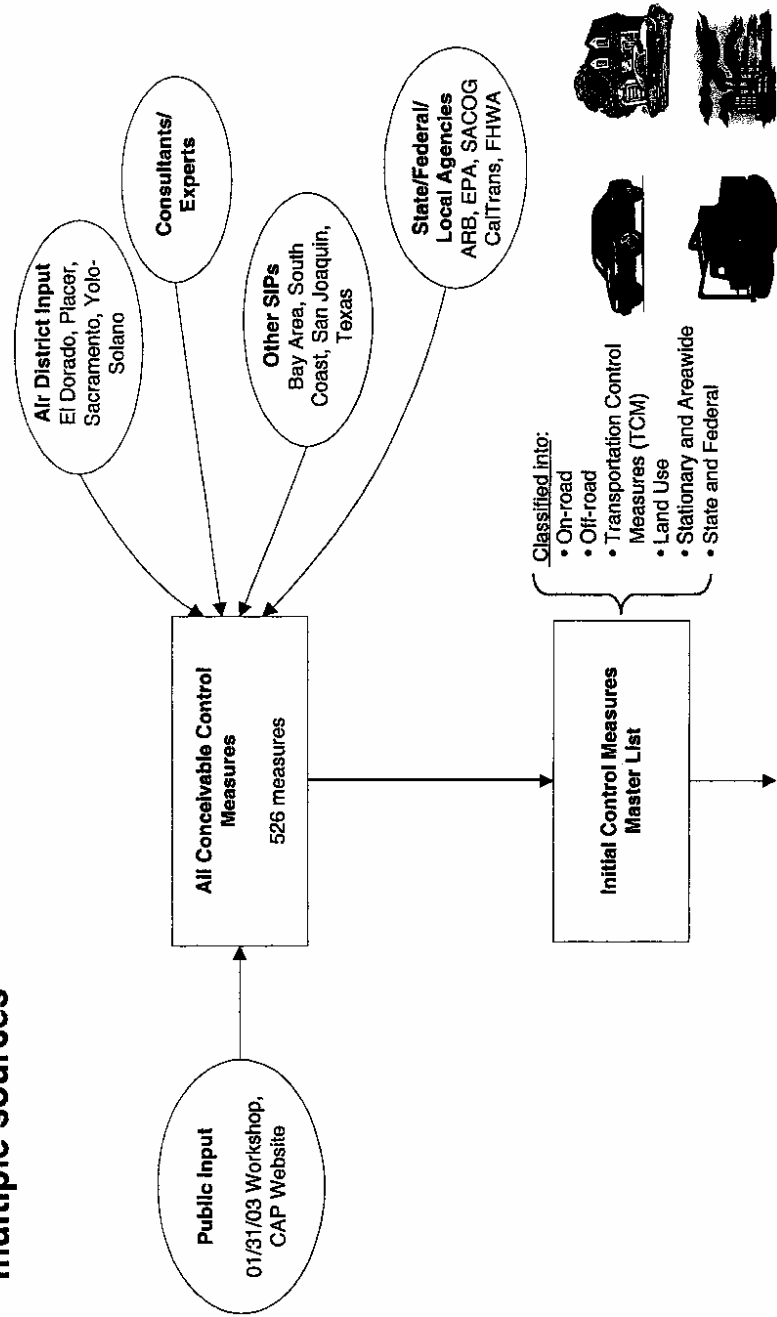 multiple sources
Public Input
01/31/03 Workshop,
CAP Website
All Conceivable Control
Measures
526 measures
Air District Input
El Dorado, Placer,
Sacramento, Yolo-
Solano
Consultants/
Experts
Other SIPs
Bay Area, South
Coast, San Joaquin,
Texas
State/Federal/
Local Agencies
ARB, EPA, SACOG
CalTrans, FHWA
Initial Control Measures
Master List
Classified into:
• On-road
• Off-road
• Transportation Control
Measures (TCM)
• Land Use
• Stationary and Areawide
• State and Federal